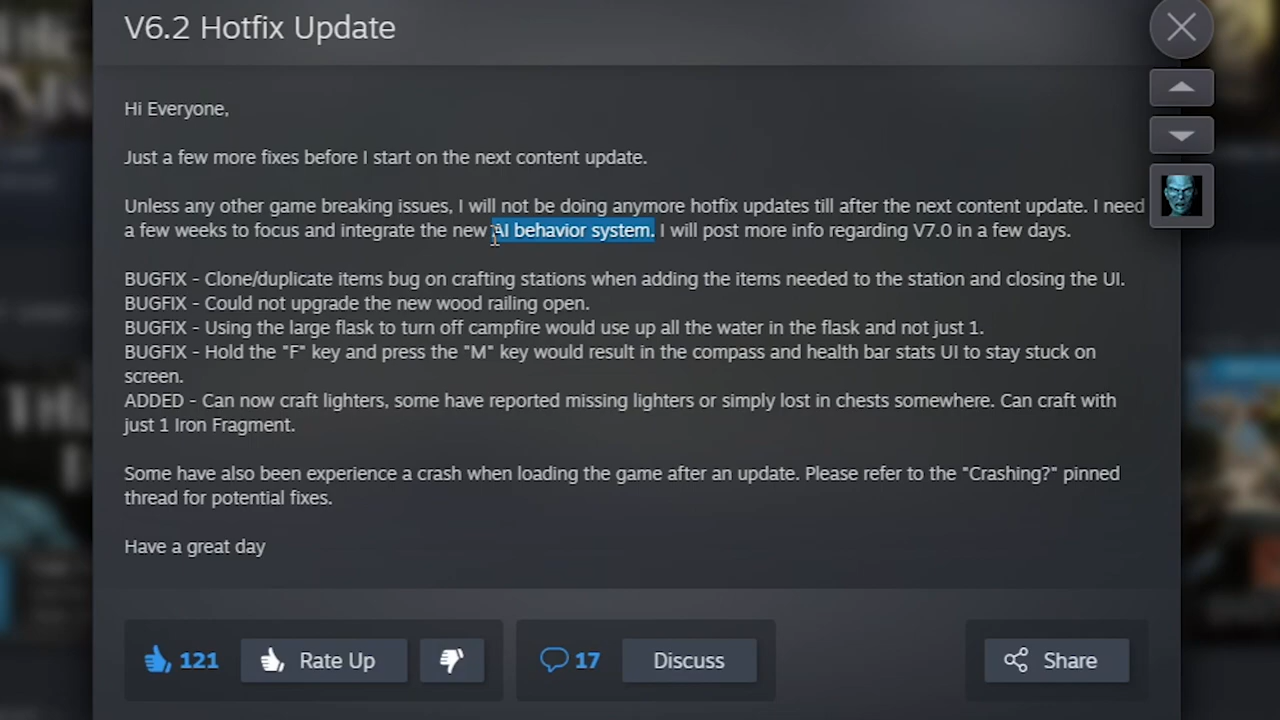 V6.2 Hotfix Update
Hi Everyone,
Just a few more fixes before I start on the next content update.
Unless any other game breaking issues, I will not be doing anymore hotfix updates till after the next content update. I need
a few weeks to focus and integrate the new AI behavior system. I will post more info regarding V7.0 in a few days.
BUGFIX - Clone/duplicate items bug on crafting stations when adding the items needed to the station and closing the UI.
BUGFIX - Could not upgrade the new wood railing open.
BUGFIX - Using the large flask to turn off campfire would use up all the water in the flask and not just 1.
BUGFIX - Hold the "F" key and press the "M" key would result in the compass and health bar stats UI to stay stuck on
screen.
ADDED - Can now craft lighters, some have reported missing lighters or simply lost in chests somewhere. Can craft with
just 1 Iron Fragment.
Some have also been experience a crash when loading the game after an update. Please refer to the "Crashing?" pinned
thread for potential fixes.
Have a great day
121 Rate Up 17 Discuss Share